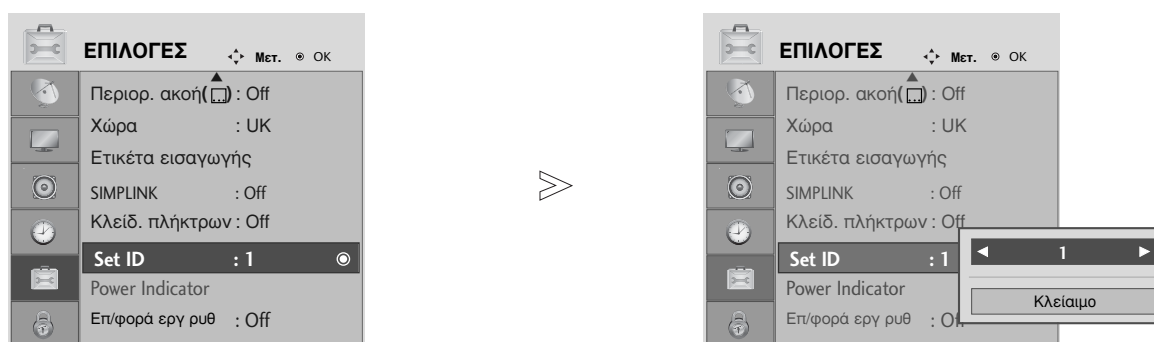 ΕΠΙΛΟΓΕΣ Μετ. OK
Περιορ. ακοή( ) : Off
Χώρα : UK
Ετικέτα εισαγωγής
SIMPLINK : Off
Κλείδ. πλήκτρων : Off
Set ID : 1
Power Indicator
Επ/φορά εργ ρυθ : Off
ΕΠΙΛΟΓΕΣ Μετ. OK
Περιορ. ακοή( ) : Off
Χώρα : UK
Ετικέτα εισαγωγής
SIMPLINK : Off
Κλείδ. πλήκτρων : Off
Set ID : 1
Power Indicator
Επ/φορά εργ ρυθ : Off
1
Κλείαιμο